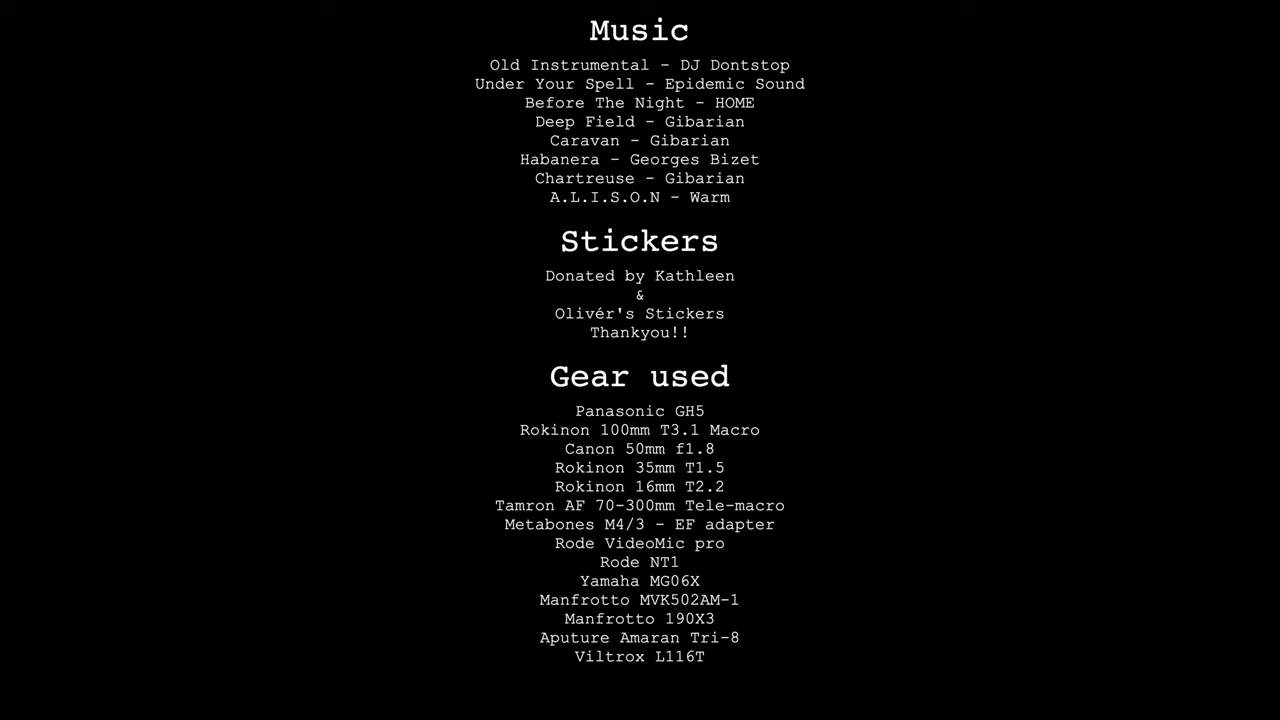 Music
Old Instrumental - DJ Dontstop
Under Your Spell - Epidemic Sound
Before The Night - HOME
Deep Field - Gibarian
Caravan - Gibarian
Habanera - Georges Bizet
Chartreuse - Gibarian
A.L.I.S.O.N - Warm
Stickers
Donated by Kathleen
&
Olivér's Stickers
Thankyou!!
Gear used
Panasonic GH5
Rokinon 100mm T3.1 Macro
Canon 50mm f1.8
Rokinon 35mm T1.5
Rokinon 16mm T2.2
Tamron AF 70-300mm Tele-macro
Metabones M4/3 - EF adapter
Rode VideoMic pro
Rode NT1
Yamaha MG06X
Manfrotto MVK502AM-1
Manfrotto 190X3
Aputure Amaran Tri-8
Viltrox L116T